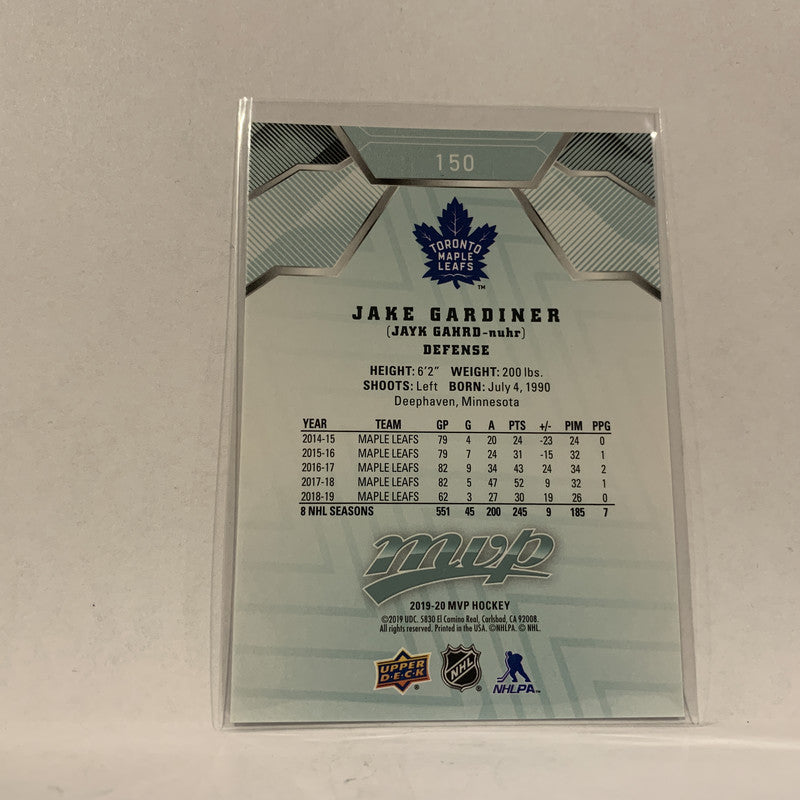 150
TORONTO
MAPLE
LEAFS
TM
JAKE GARDINER
(JAYK GAHRD-nuhr)
DEFENSE
HEIGHT: 6'2" WEIGHT: 200 lbs.
SHOOTS: Left BORN: July 4, 1990
Deephaven, Minnesota
YEAR TEAM GP G A PTS +/- PIM PPG
2014-15 MAPLE LEAFS 79 4 20 24 -23 24 0
2015-16 MAPLE LEAFS 79 7 24 31 -15 32 1
2016-17 MAPLE LEAFS 82 9 34 43 24 34 2
2017-18 MAPLE LEAFS 82 5 47 52 9 32 1
2018-19 MAPLE LEAFS 62 3 27 30 19 26 0
8 NHL SEASONS 551 45 200 245 9 185 7
mvp
2019-20 MVP HOCKEY
©2019 UDC. 5830 El Camino Real, Carlsbad, CA 92008.
All rights reserved. Printed in the USA. ©NHLPA. © NHL.
UPPER
DECK
®
NHL
®
NHLPA™